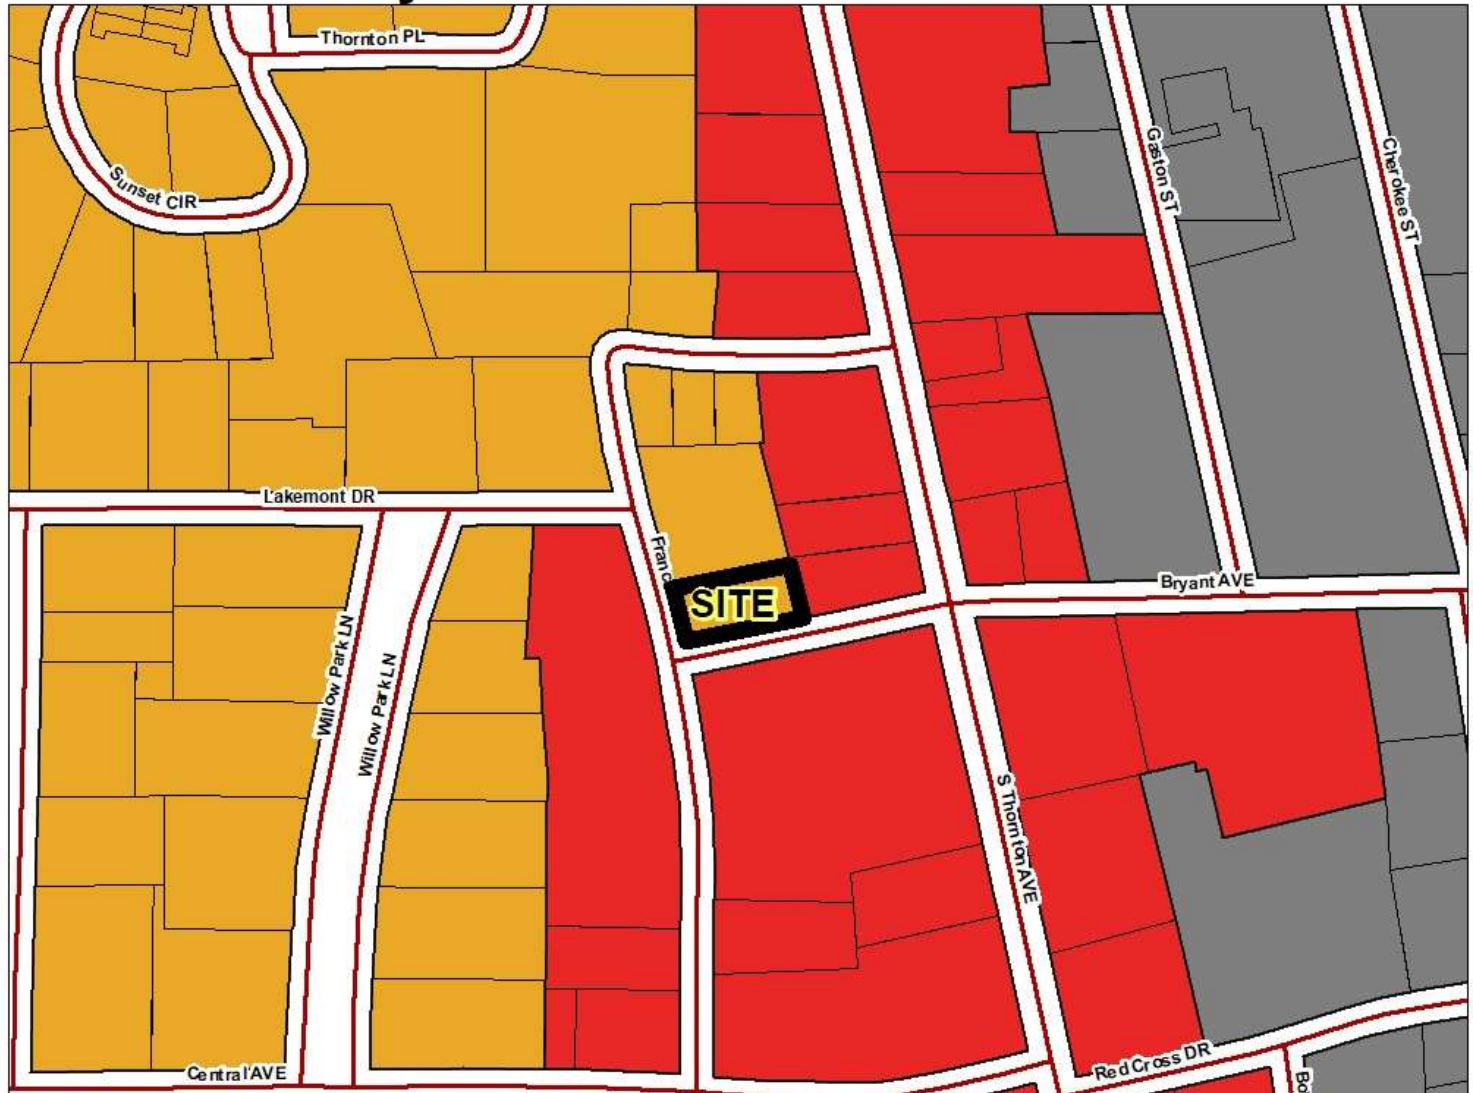 Thornton PL
Sunset CIR
Gaston ST
Cherokee ST
Lakemont DR
Franc
SITE
Bryant AVE
Willow Park LN
Willow Park LN
S Thornton AVE
Central AVE
Red Cross DR
Bo